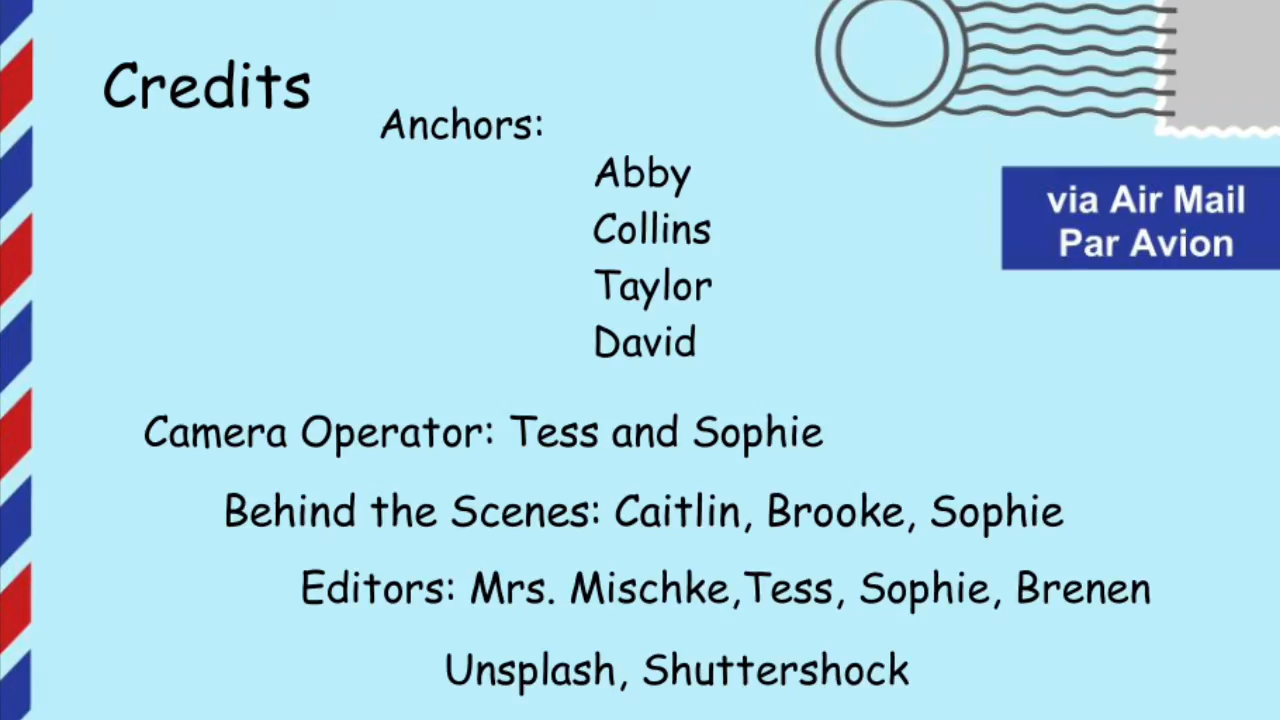 Credits
Anchors:
Abby
Collins
Taylor
David
via Air Mail
Par Avion
Camera Operator: Tess and Sophie
Behind the Scenes: Caitlin, Brooke, Sophie
Editors: Mrs. Mischke,Tess, Sophie, Brenen
Unsplash, Shuttershock